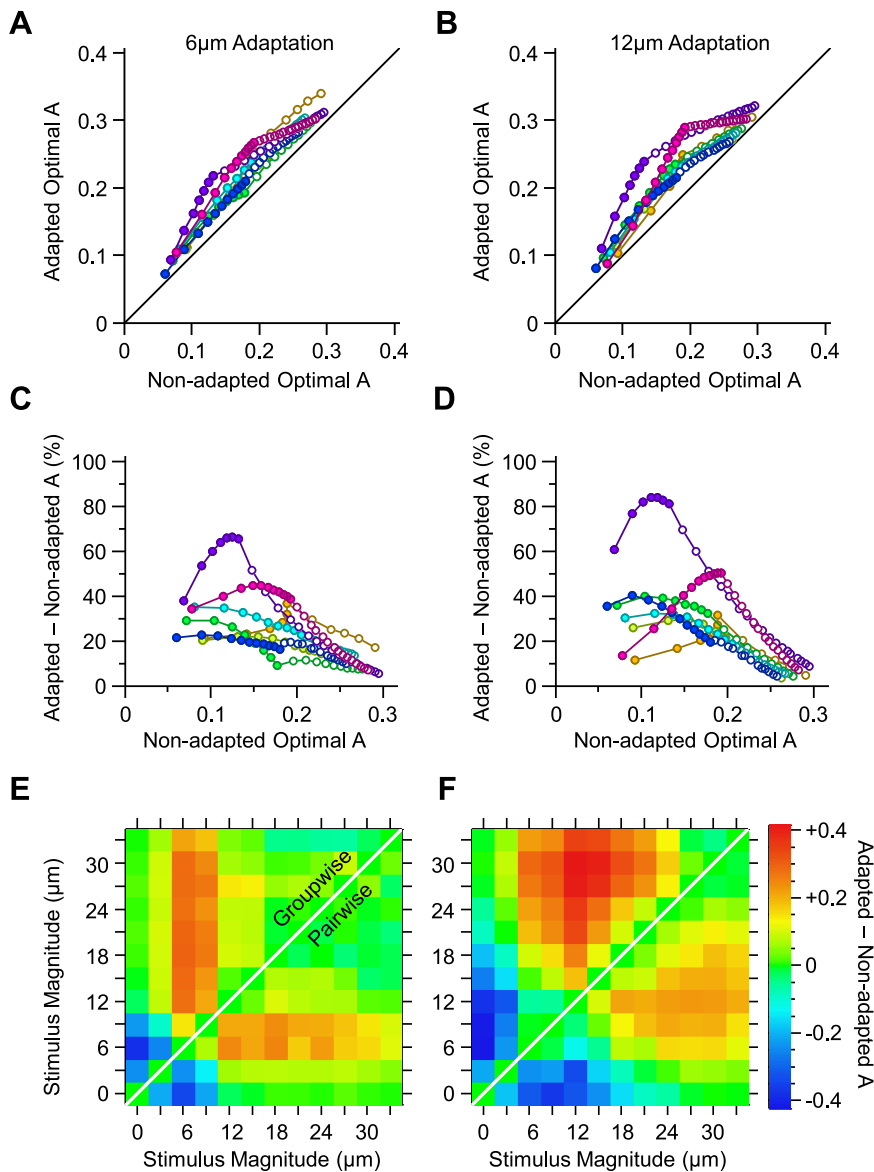 A
B
6µm Adaptation
12µm Adaptation
Adapted Optimal A
0.4
0.3
0.2
0.1
0
0 0.1 0.2 0.3 0.4
Non-adapted Optimal A
Adapted Optimal A
0.4
0.3
0.2
0.1
0
0 0.1 0.2 0.3 0.4
Non-adapted Optimal A
C
D
Adapted – Non-adapted A (%)
100
80
60
40
20
0
0 0.1 0.2 0.3
Non-adapted Optimal A
Adapted – Non-adapted A (%)
100
80
60
40
20
0
0 0.1 0.2 0.3
Non-adapted Optimal A
E
F
Stimulus Magnitude (µm)
30
24
18
12
6
0
Groupwise
Pairwise
0 6 12 18 24 30
Stimulus Magnitude (µm)
30
24
18
12
6
0
0 6 12 18 24 30
Stimulus Magnitude (µm)
+0.4
+0.2
0
-0.2
-0.4
Adapted – Non-adapted A